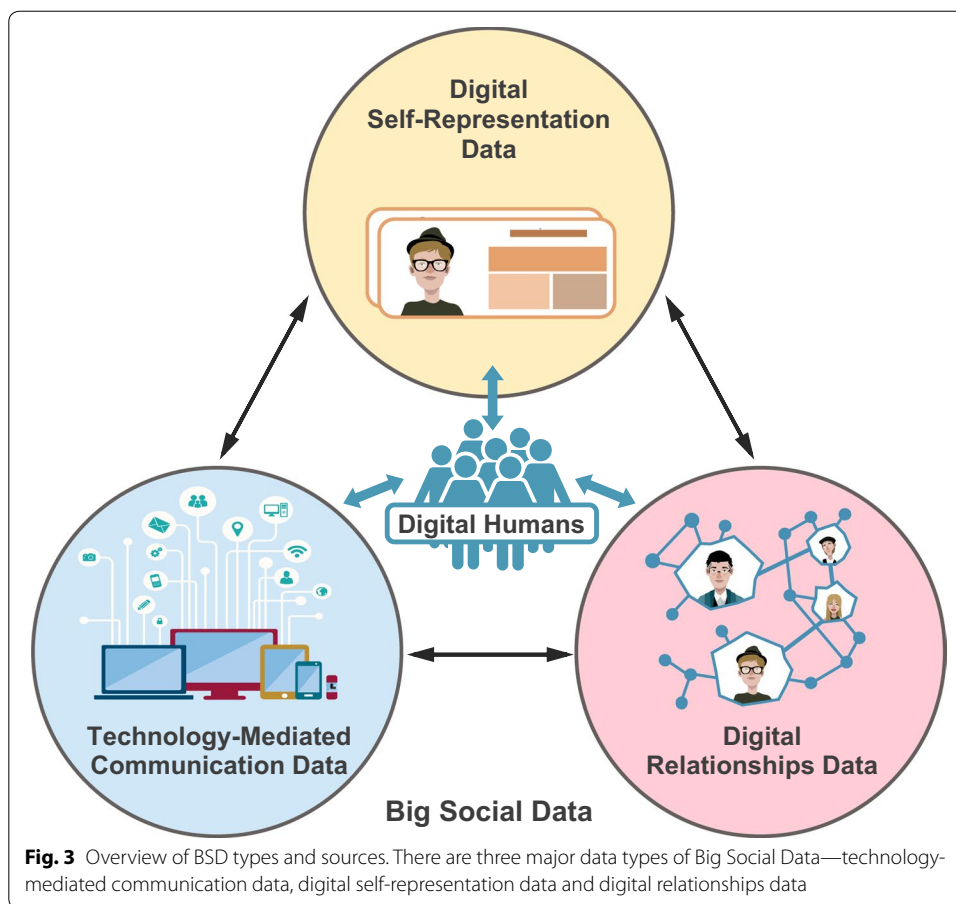 Digital
Self-Representation
Data
Digital Humans
Technology-Mediated
Communication Data
Digital
Relationships Data
Big Social Data
Fig. 3 Overview of BSD types and sources. There are three major data types of Big Social Data—technology-
mediated communication data, digital self-representation data and digital relationships data